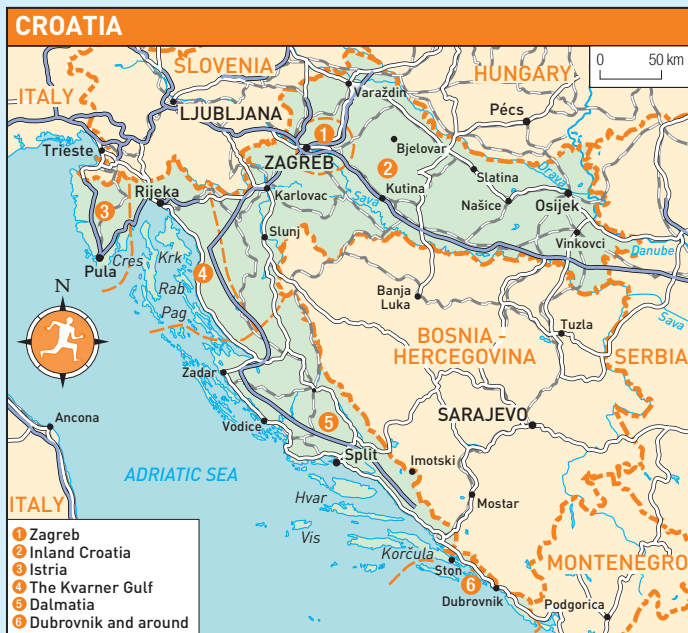 CROATIA
0 50 km
SLOVENIA
HUNGARY
ITALY
Varaždin
LJUBLJANA
Pécs
1
Bjelovar
Trieste
ZAGREB
2
Slatina
Drava
Rijeka
Karlovac
Kutina
Našice
Osijek
Sava
3
Slunj
Vinkovci
Danube
Pula
Cres
Krk
4
N
Rab
Banja
Luka
Pag
Sava
Tuzla
BOSNIA-
HERCEGOVINA
SERBIA
Zadar
Ancona
Vodice
5
SARAJEVO
Split
Imotski
ADRIATIC SEA
Hvar
Mostar
ITALY
Vis
Korčula
Ston
MONTENEGRO
6
Dubrovnik
Podgorica
1 Zagreb
2 Inland Croatia
3 Istria
4 The Kvarner Gulf
5 Dalmatia
6 Dubrovnik and around